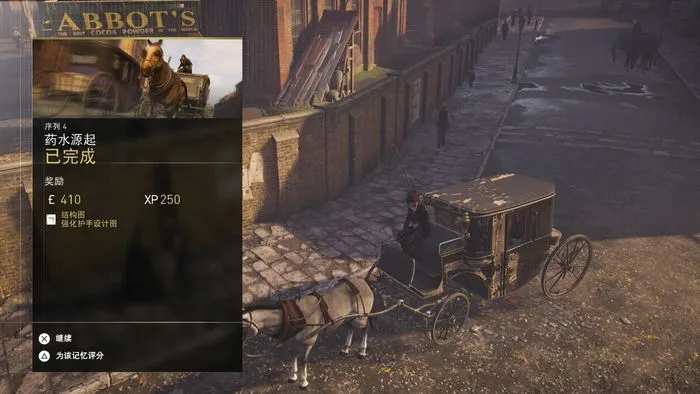 ABBOT'S
THE BEST COCOA POWDER IN THE WORLD
序列 4
药水源起
已完成
奖励
£ 410 XP 250
结构图
强化护手设计图
继续
为该记忆评分